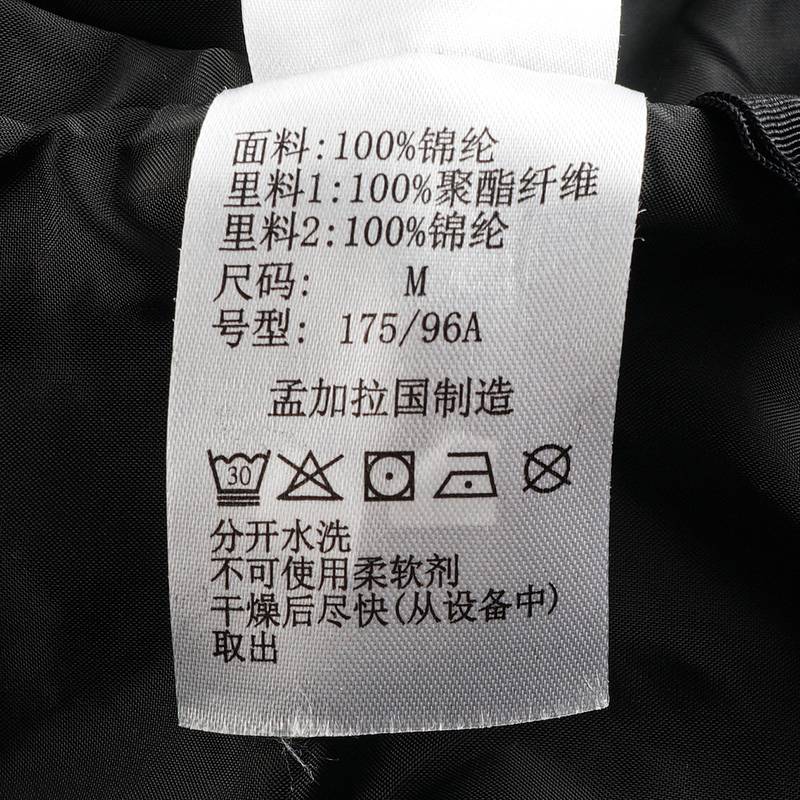 面料:100%锦纶
里料1:100%聚酯纤维
里料2:100%锦纶
尺码: M
号型: 175/96A
孟加拉国制造
30
分开水洗
不可使用柔软剂
干燥后尽快(从设备中)
取出